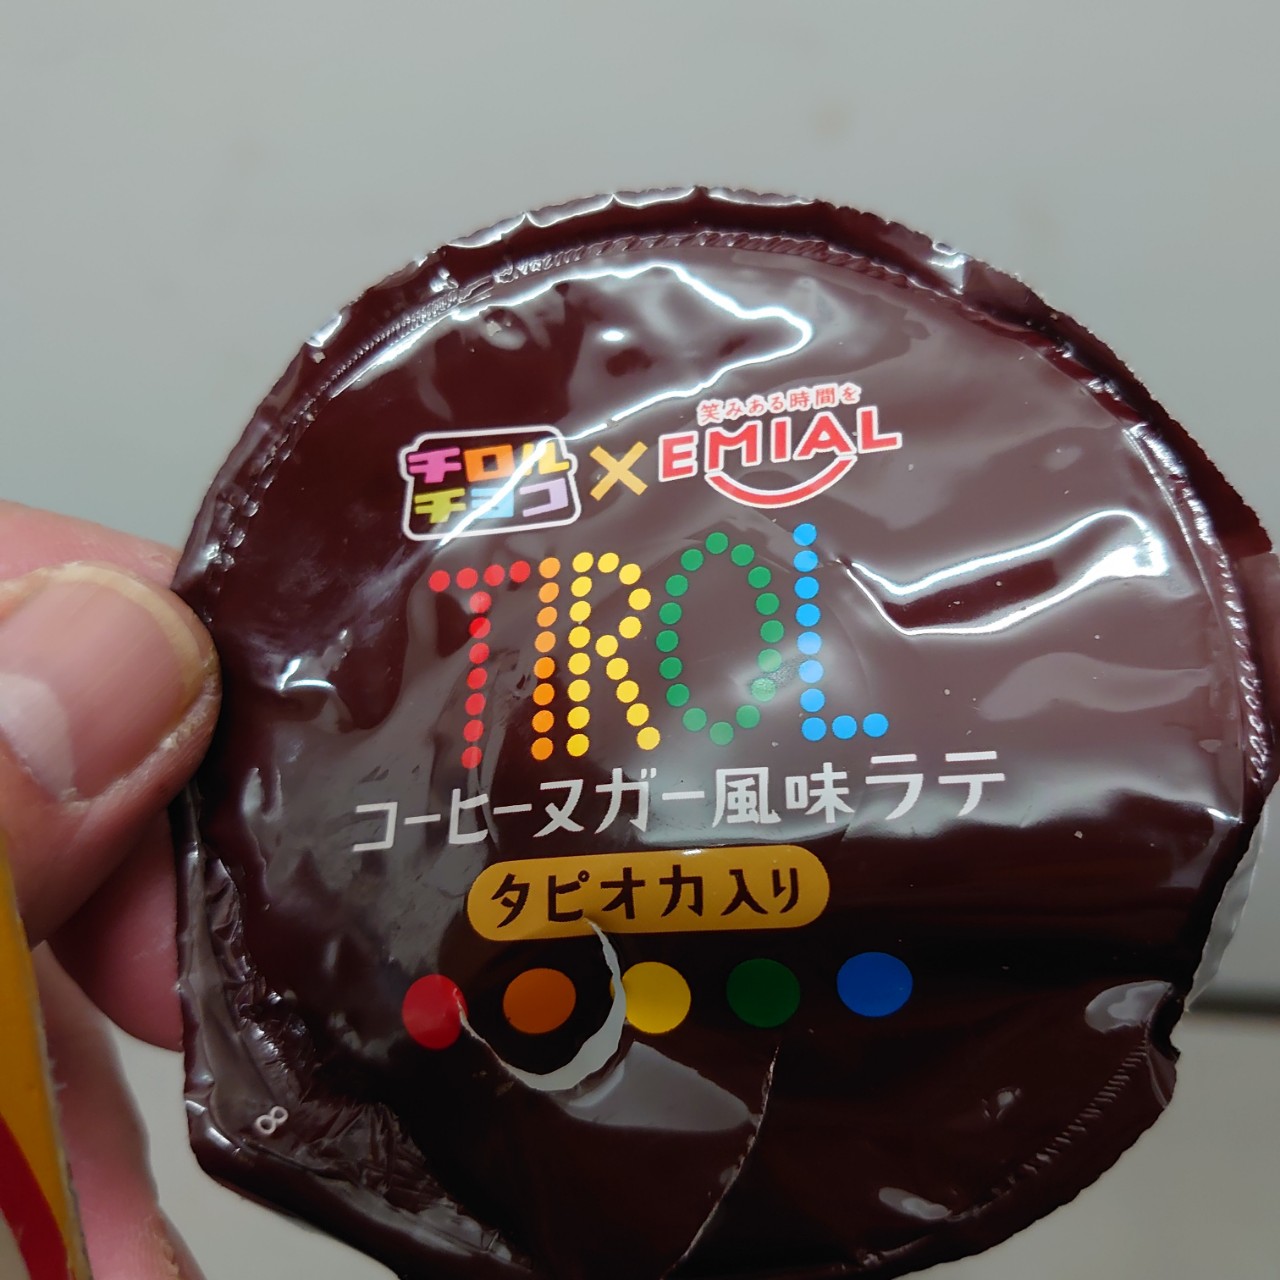 笑みある時間を
チロル
チョコ
×
EMIAL
TIROL
コーヒーヌガー風味ラテ
タピオカ入り
8